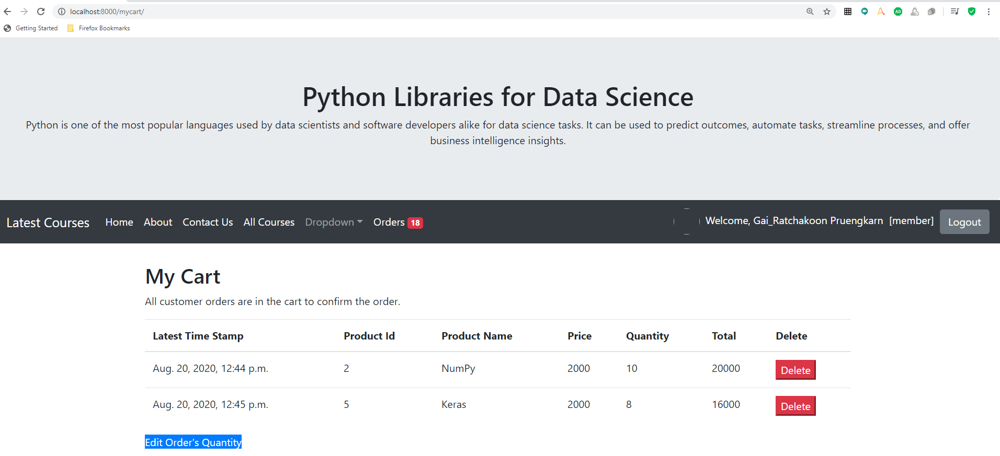 localhost:8000/mycart/
Getting Started Firefox Bookmarks
Python Libraries for Data Science
Python is one of the most popular languages used by data scientists and software developers alike for data science tasks. It can be used to predict outcomes, automate tasks, streamline processes, and offer
business intelligence insights.
Latest Courses Home About Contact Us All Courses Dropdown Orders 18 Welcome, Gai_Ratchakoon Pruengkarn [member] Logout
My Cart
All customer orders are in the cart to confirm the order.
Latest Time Stamp Product Id Product Name Price Quantity Total Delete
Aug. 20, 2020, 12:44 p.m. 2 NumPy 2000 10 20000 Delete
Aug. 20, 2020, 12:45 p.m. 5 Keras 2000 8 16000 Delete
Edit Order's Quantity